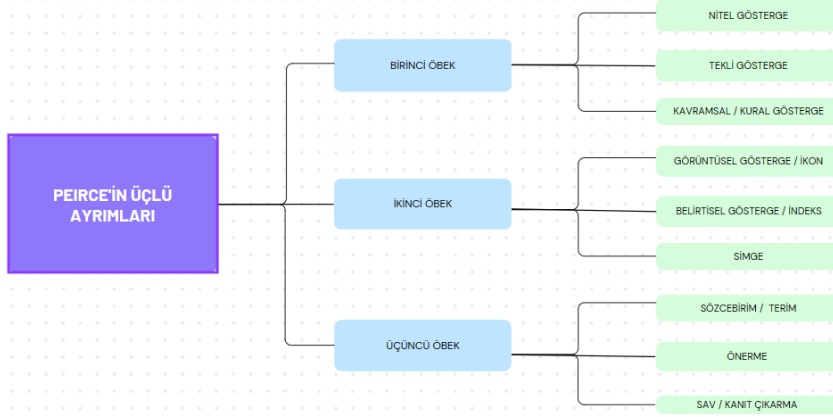 PEIRCE'İN ÜÇLÜ
AYRIMLARI
BİRİNCİ ÖBEK
NİTEL GÖSTERGE
TEKLİ GÖSTERGE
KAVRAMSAL / KURAL GÖSTERGE
İKİNCİ ÖBEK
GÖRÜNTÜSEL GÖSTERGE / İKON
BELİRTİSEL GÖSTERGE / İNDEKS
SİMGE
ÜÇÜNCÜ ÖBEK
SÖZCEBİRİM / TERİM
ÖNERME
SAV / KANIT ÇIKARMA